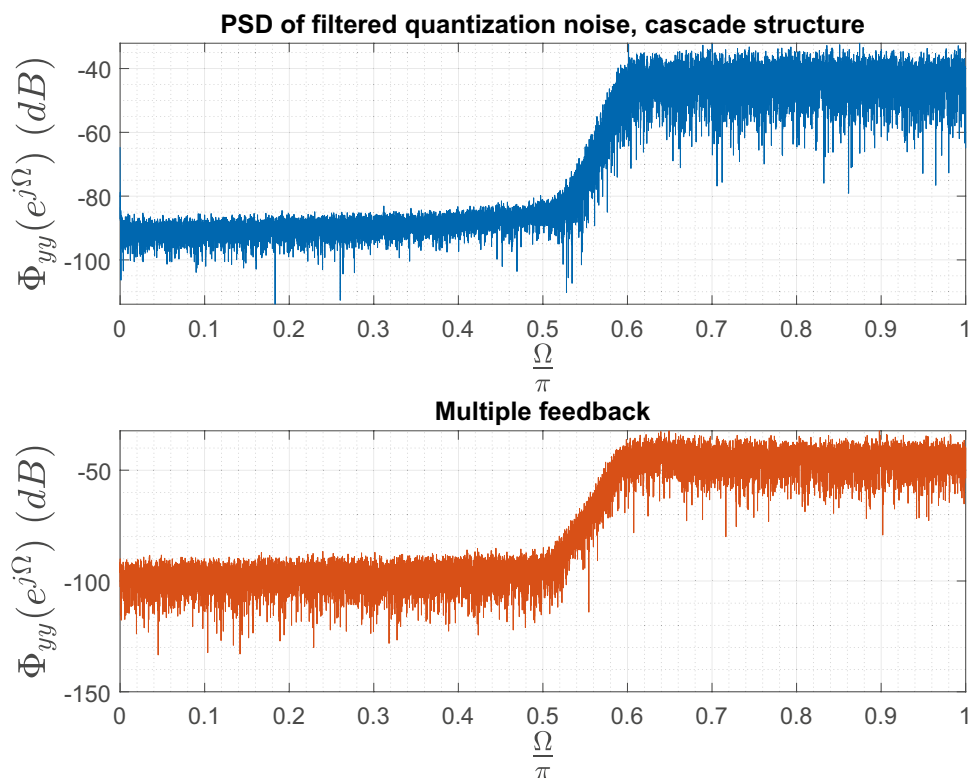 PSD of filtered quantization noise, cascade structure
Φ_yy(e^{jΩ}) (dB)
-40
-60
-80
-100
0 0.1 0.2 0.3 0.4 0.5 0.6 0.7 0.8 0.9 1
Ω/π
Multiple feedback
Φ_yy(e^{jΩ}) (dB)
-50
-100
-150
0 0.1 0.2 0.3 0.4 0.5 0.6 0.7 0.8 0.9 1
Ω/π